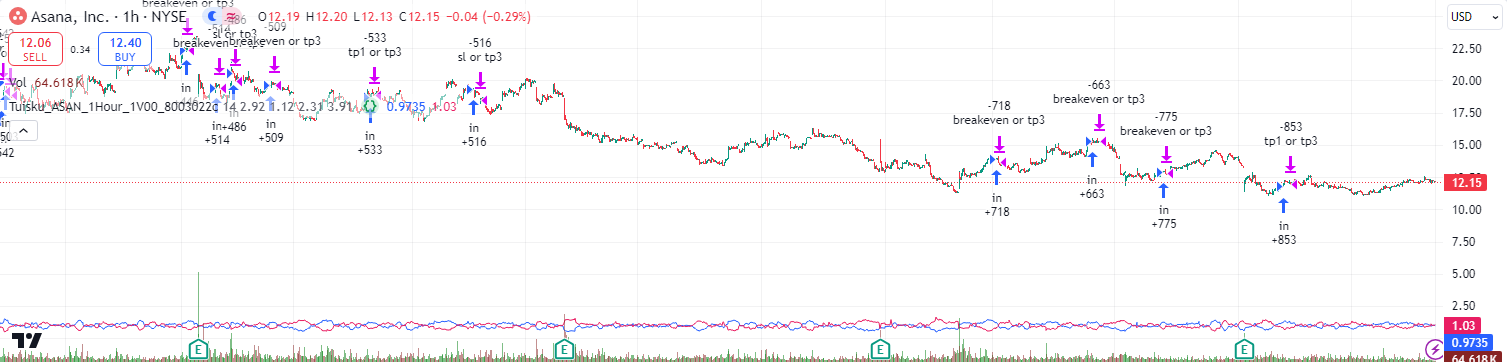 Asana, Inc. · 1h · NYSE O12.19 H12.20 L12.13 C12.15 −0.04 (−0.29%)
USD
12.06
SELL
0.34
12.40
BUY
Vol 64.618K
14 2.92 1.12 2.31 3.91 0.9735 1.03
breakeven or tp3
-514
sl or tp3
breakeven
in
+514
-486
in
+486
-509
breakeven or tp3
in
+509
-533
tp1 or tp3
in
+533
-516
sl or tp3
in
+516
-718
breakeven or tp3
in
+718
-663
breakeven or tp3
in
+663
-775
breakeven or tp3
in
+775
-853
tp1 or tp3
in
+853
22.50
20.00
17.50
15.00
12.15
10.00
7.50
5.00
2.50
1.03
0.9735
64.618K
E
E
E
E